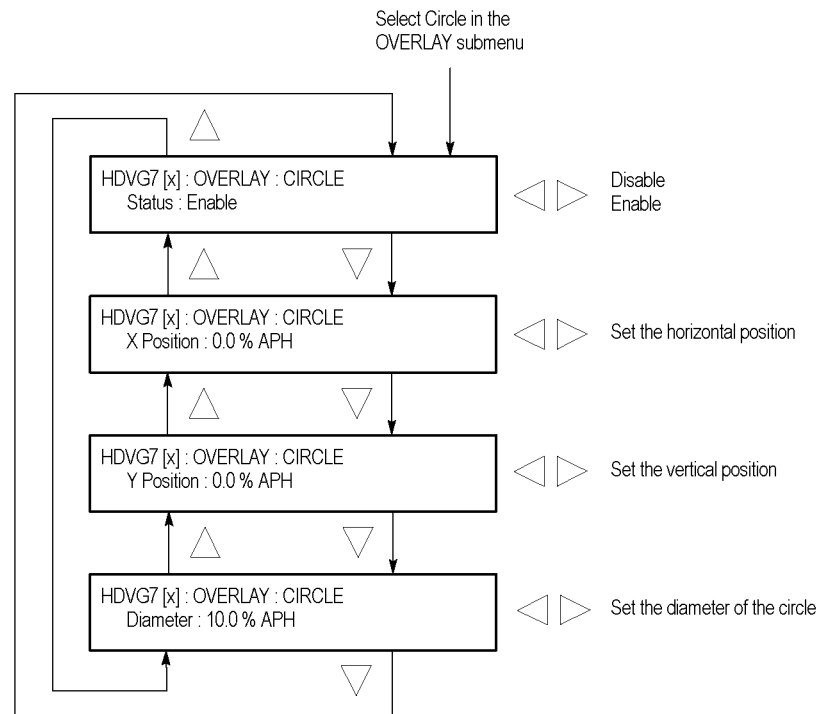 Select Circle in the
OVERLAY submenu
HDVG7 [x] : OVERLAY : CIRCLE
Status : Enable
Disable
Enable
HDVG7 [x] : OVERLAY : CIRCLE
X Position : 0.0 % APH
Set the horizontal position
HDVG7 [x] : OVERLAY : CIRCLE
Y Position : 0.0 % APH
Set the vertical position
HDVG7 [x] : OVERLAY : CIRCLE
Diameter : 10.0 % APH
Set the diameter of the circle